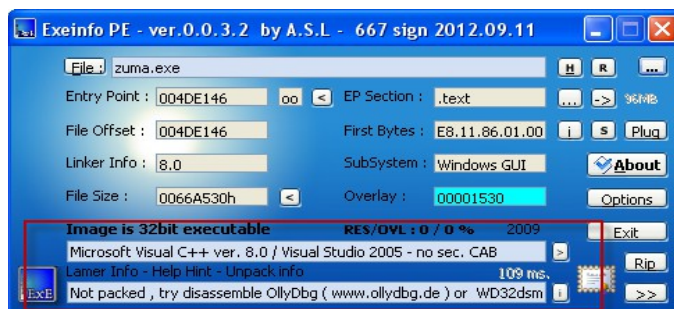 Exeinfo PE - ver.0.0.3.2 by A.S.L - 667 sign 2012.09.11
File : zuma.exe H R ...
Entry Point : 004DE146 oo < EP Section : .text ... -> 96MB
File Offset : 004DE146 First Bytes : E8.11.86.01.00 i S Plug
Linker Info : 8.0 SubSystem : Windows GUI About
File Size : 0066A530h < Overlay : 00001530 Options
Image is 32bit executable RES/OVL : 0 / 0 % 2009 Exit
Microsoft Visual C++ ver. 8.0 / Visual Studio 2005 - no sec. CAB >
Lamer Info - Help Hint - Unpack info 109 ms. Rip
ExE Not packed , try disassemble OllyDbg ( www.ollydbg.de ) or WD32dsm i >>